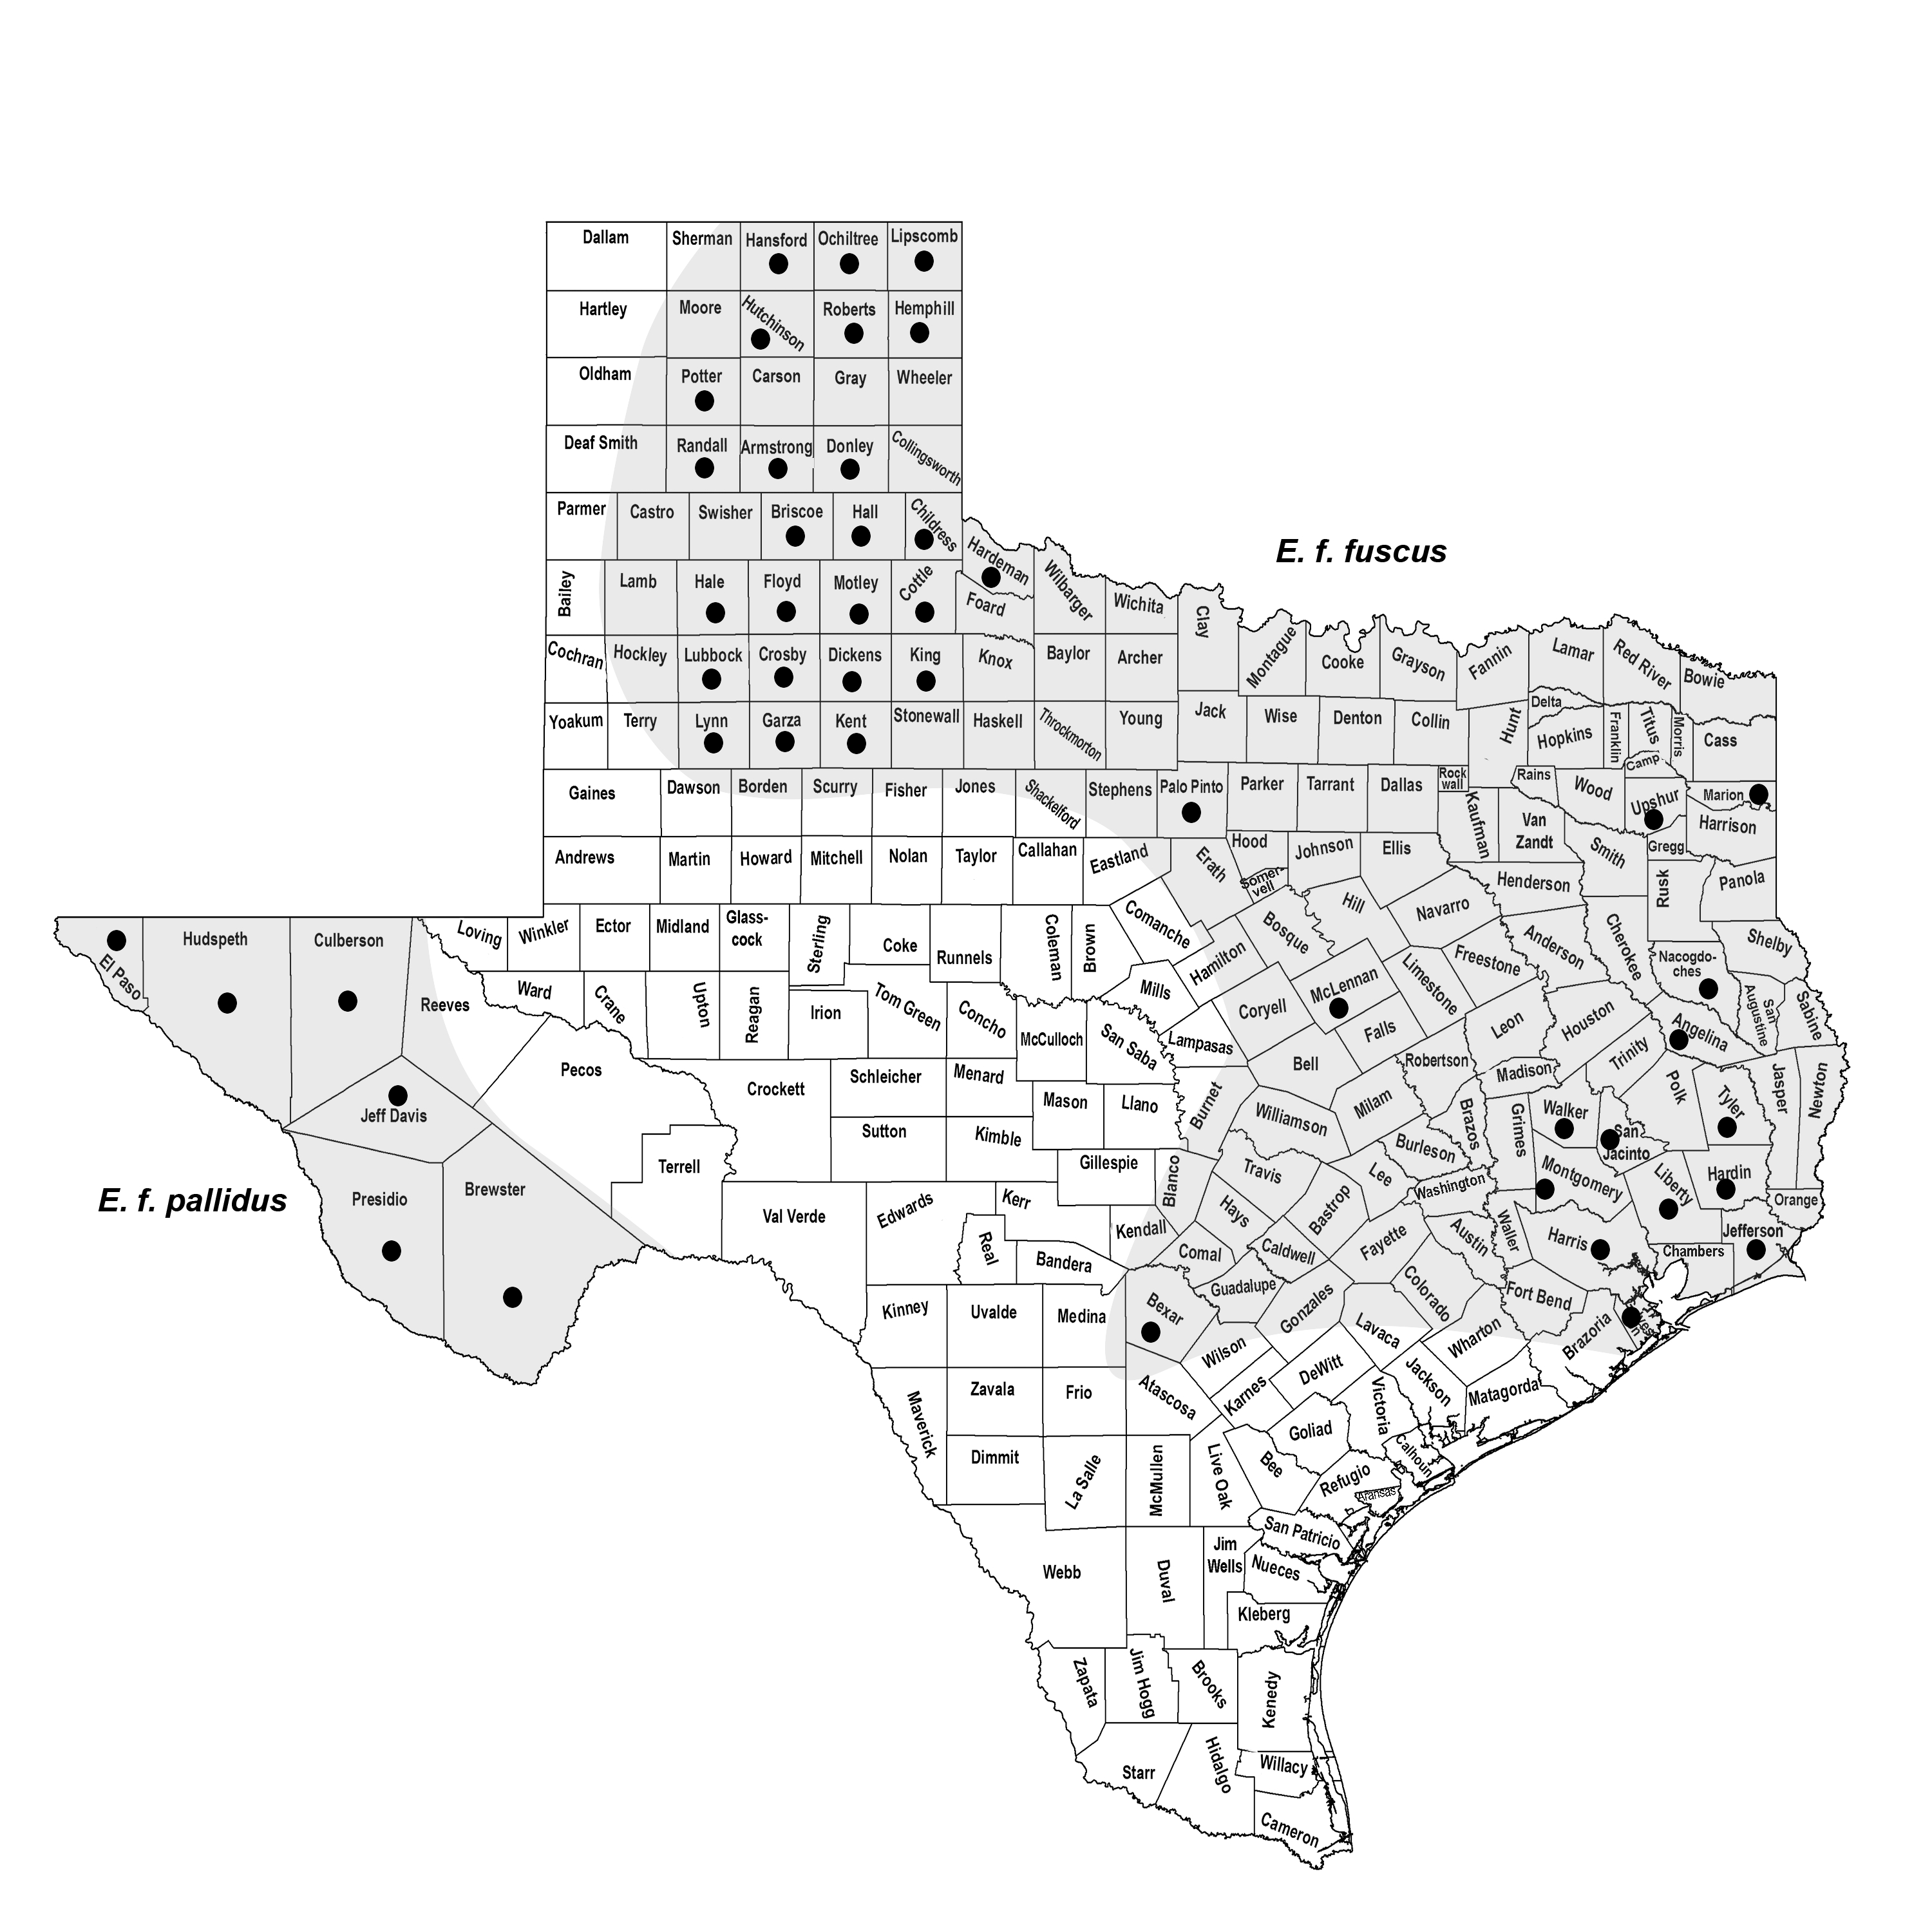 Dallam
Sherman
Hansford
Ochiltree
Lipscomb
Hartley
Moore
Hutchinson
Roberts
Hemphill
Oldham
Potter
Carson
Gray
Wheeler
Deaf Smith
Randall
Armstrong
Donley
Collingsworth
Parmer
Castro
Swisher
Briscoe
Hall
Childress
E. f. fuscus
Hardeman
Bailey
Lamb
Hale
Floyd
Motley
Cottle
Foard
Wilbarger
Wichita
Clay
Montague
Cooke
Grayson
Fannin
Lamar
Red River
Bowie
Cochran
Hockley
Lubbock
Crosby
Dickens
King
Knox
Baylor
Archer
Yoakum
Terry
Lynn
Garza
Kent
Stonewall
Haskell
Throckmorton
Young
Jack
Wise
Denton
Collin
Hunt
Delta
Hopkins
Franklin
Titus
Morris
Cass
Camp
Gaines
Dawson
Borden
Scurry
Fisher
Jones
Shackelford
Stephens
Palo Pinto
Parker
Tarrant
Dallas
Rock
wall
Kaufman
Rains
Wood
Upshur
Marion
Harrison
Van
Zandt
Smith
Gregg
Andrews
Martin
Howard
Mitchell
Nolan
Taylor
Callahan
Eastland
Erath
Hood
Somer-
vell
Johnson
Ellis
Henderson
Rusk
Panola
El Paso
Hudspeth
Culberson
Reeves
Loving
Winkler
Ector
Midland
Glass-
cock
Sterling
Coke
Runnels
Coleman
Brown
Comanche
Hamilton
Bosque
Hill
Navarro
Freestone
Anderson
Cherokee
Nacogdo-
ches
Shelby
Ward
Crane
Upton
Reagan
Irion
Tom Green
Concho
McCulloch
San Saba
Mills
Lampasas
Coryell
McLennan
Limestone
Falls
Leon
Houston
Angelina
San
Augustine
Sabine
Jeff Davis
Pecos
Crockett
Schleicher
Menard
Mason
Llano
Burnet
Bell
Milam
Robertson
Madison
Trinity
Polk
Tyler
Jasper
Newton
Williamson
Burleson
Brazos
Grimes
Walker
San
Jacinto
Sutton
Kimble
Gillespie
Blanco
Travis
Lee
Washington
Montgomery
Liberty
Hardin
Orange
Terrell
E. f. pallidus
Presidio
Brewster
Val Verde
Edwards
Kerr
Real
Bandera
Kendall
Hays
Comal
Caldwell
Bastrop
Fayette
Austin
Waller
Harris
Chambers
Jefferson
Kinney
Uvalde
Medina
Bexar
Guadalupe
Gonzales
Colorado
Fort Bend
Wilson
Lavaca
Wharton
Brazoria
Maverick
Zavala
Frio
Atascosa
Karnes
DeWitt
Victoria
Jackson
Matagorda
Dimmit
La Salle
McMullen
Live Oak
Bee
Goliad
Refugio
Calhoun
Aransas
San Patricio
Webb
Duval
Jim
Wells
Nueces
Kleberg
Zapata
Jim Hogg
Brooks
Kenedy
Starr
Hidalgo
Willacy
Cameron